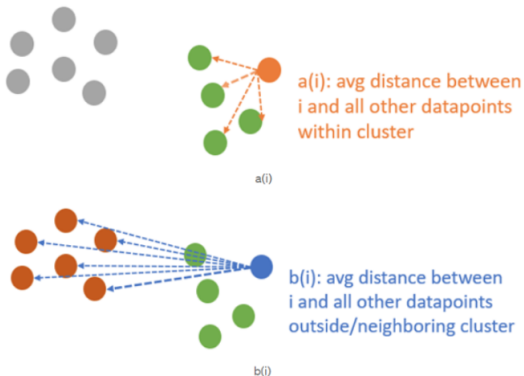 a(i): avg distance between
i and all other datapoints
within cluster
a(i)
b(i): avg distance between
i and all other datapoints
outside/neighboring cluster
b(i)